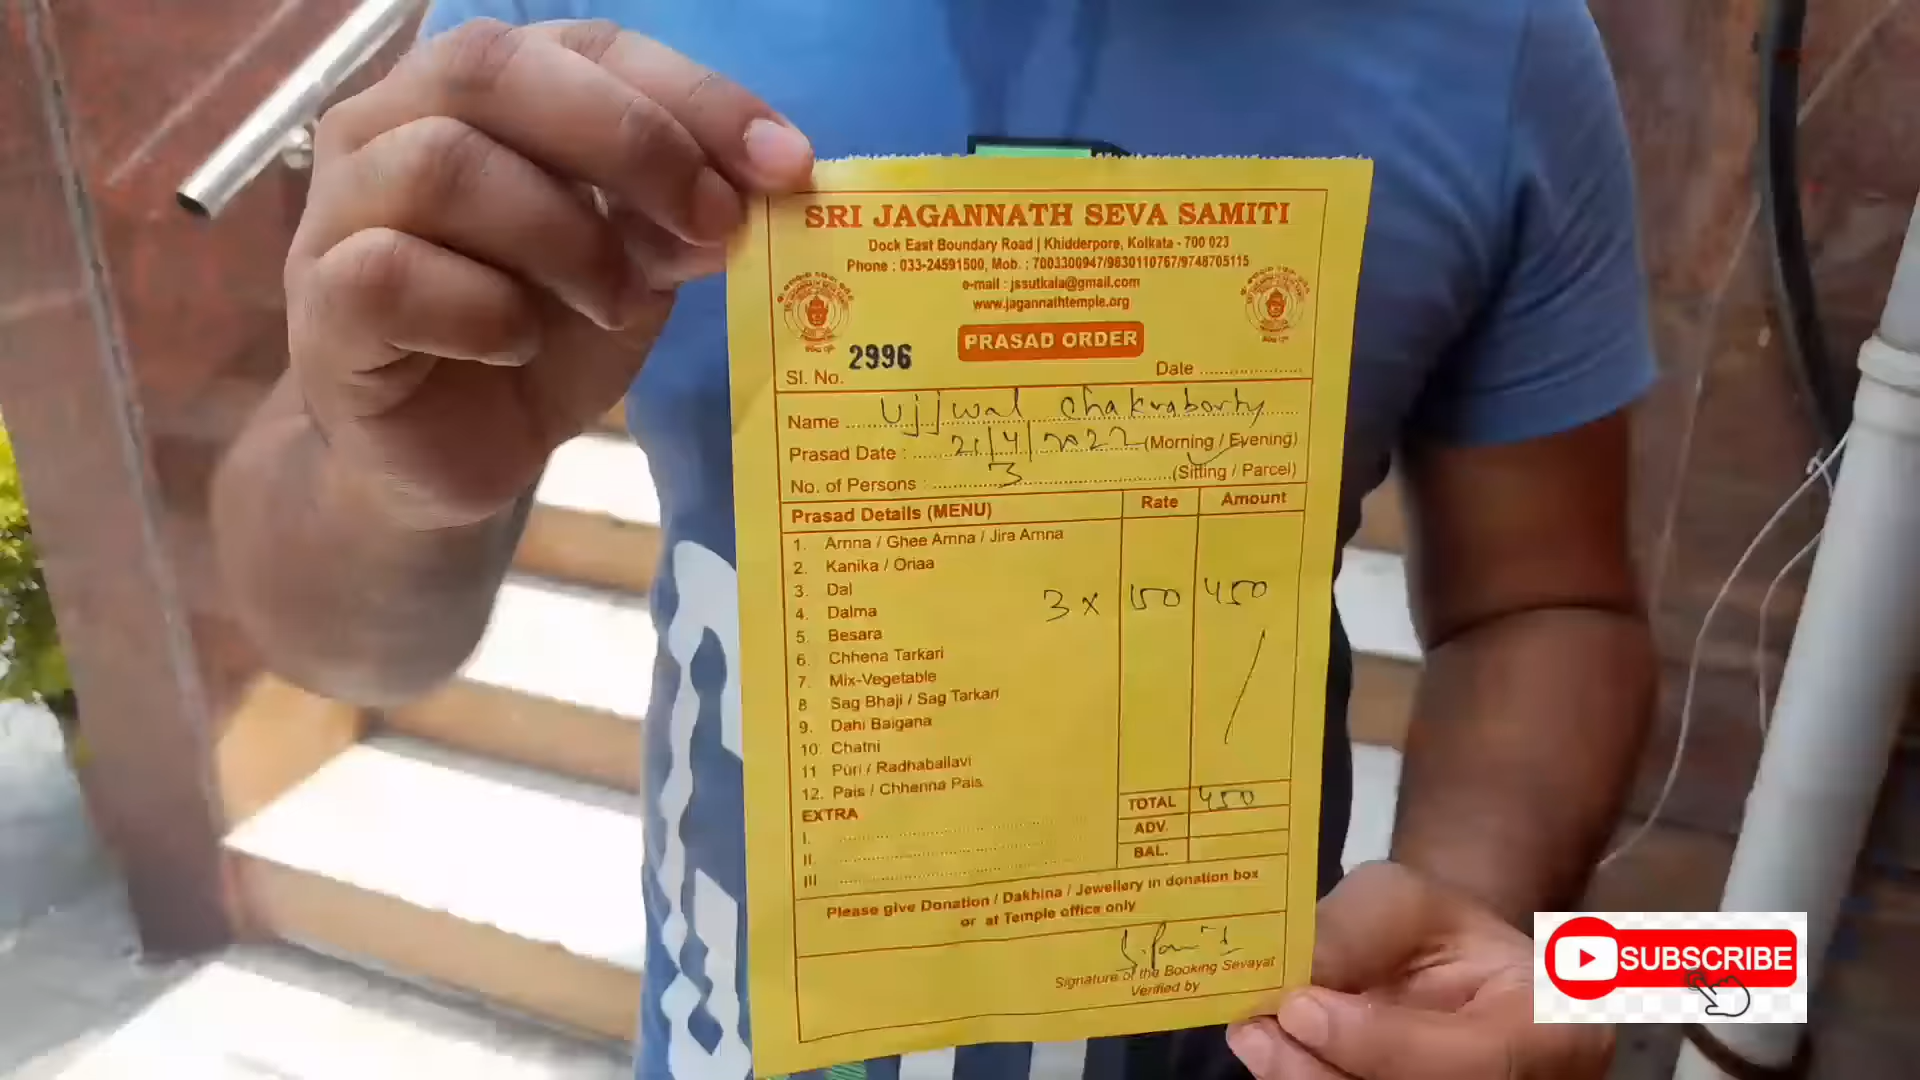 SRI JAGANNATH SEVA SAMITI
Dock East Boundary Road | Khidderpore, Kolkata - 700 023
Phone : 033-24591500, Mob. : 7003300947/9830110767/9748705115
e-mail : jssutkala@gmail.com
www.jagannathtemple.org
PRASAD ORDER
Sl. No. 2996
Date
Name Ujjwal Chakraborty
Prasad Date : 21/4/2022 (Morning / Evening)
No. of Persons : 3 (Sitting / Parcel)
Prasad Details (MENU) Rate Amount
1. Arnna / Ghee Arnna / Jira Arnna
2. Kanika / Oriaa
3. Dal
3 x 150 450
4. Dalma
5. Besara
6. Chhena Tarkari
7. Mix-Vegetable
8 Sag Bhaji / Sag Tarkari
9. Dahi Baigana
10. Chatni
11 Puri / Radhaballavi
12. Pais / Chhenna Pais
TOTAL 450
EXTRA
ADV.
I.
BAL.
II.
III
Please give Donation / Dakhina / Jewellery in donation box
or at Temple office only
Signature of the Booking Sevayat
Verified by
SUBSCRIBE